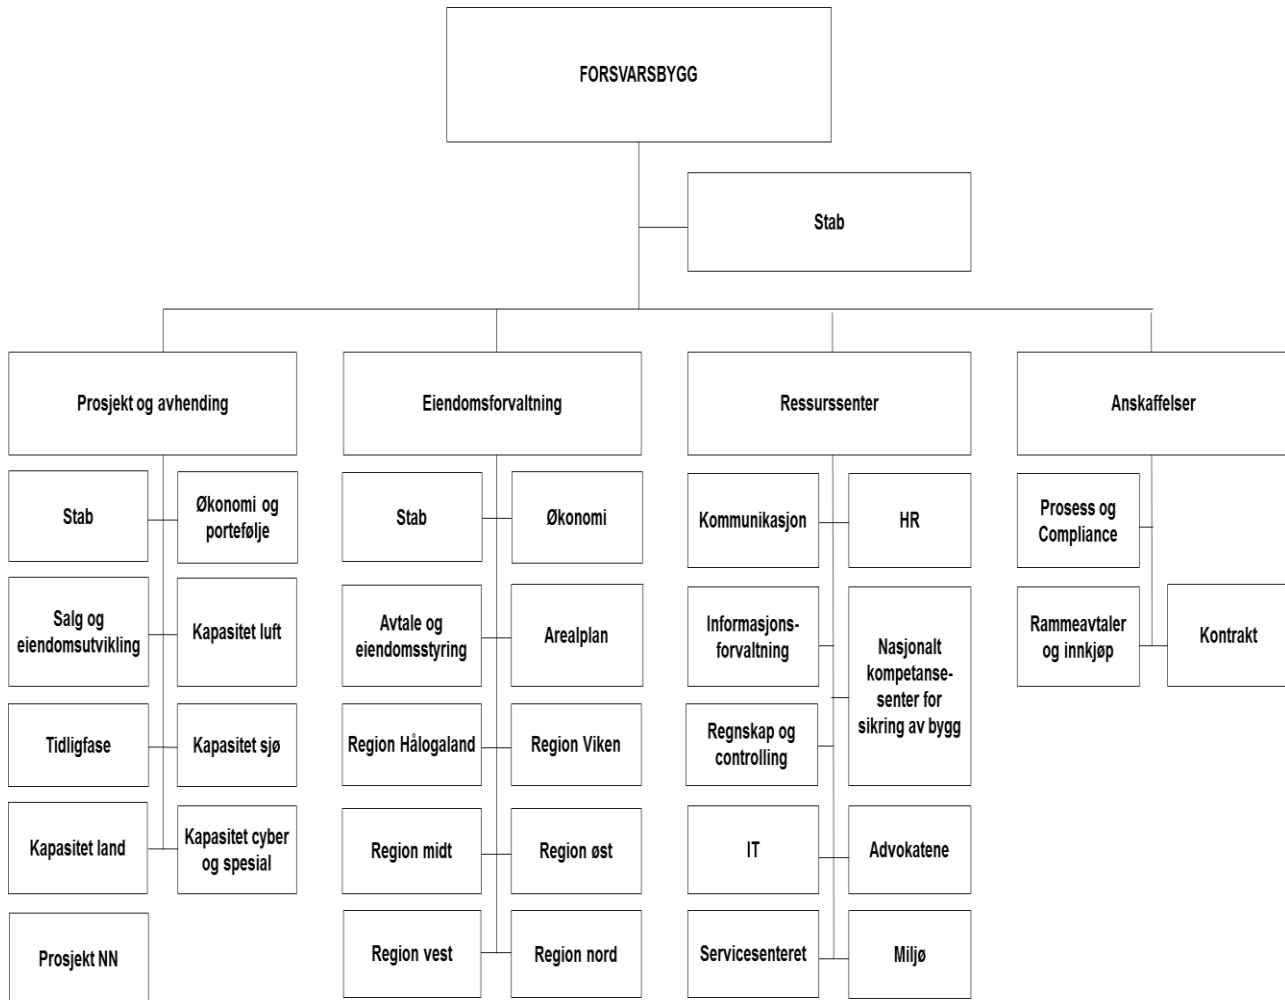 FORSVARSBYGG
Stab
Prosjekt og avhending
Eiendomsforvaltning
Ressurssenter
Anskaffelser
Stab
Økonomi og
portefølje
Salg og
eiendomsutvikling
Kapasitet luft
Tidligfase
Kapasitet sjø
Kapasitet land
Kapasitet cyber
og spesial
Prosjekt NN
Stab
Økonomi
Avtale og
eiendomsstyring
Arealplan
Region Hålogaland
Region Viken
Region midt
Region øst
Region vest
Region nord
Kommunikasjon
HR
Informasjons-
forvaltning
Nasjonalt
kompetanse-
senter for
sikring av bygg
Regnskap og
controlling
IT
Advokatene
Servicesenteret
Miljø
Prosess og
Compliance
Rammeavtaler
og innkjøp
Kontrakt